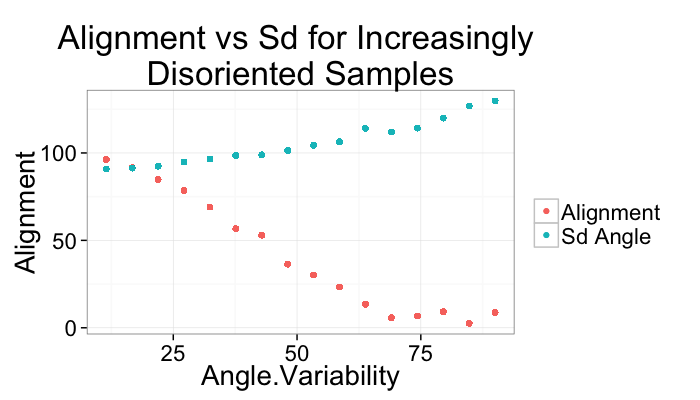 Alignment vs Sd for Increasingly
Disoriented Samples
Alignment
100
50
0
25 50 75
Angle.Variability
Alignment
Sd Angle